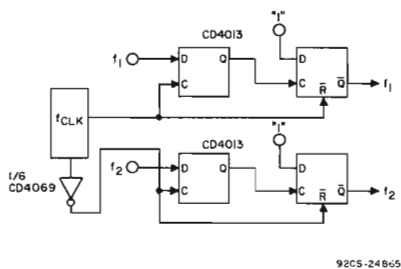 "1"
CD4013
f1
D
Q
C
D
Q̅
C
R̅
f1
fCLK
"1"
CD4013
1/6
CD4069
f2
D
Q
C
D
Q̅
C
R̅
f2
92CS-24865